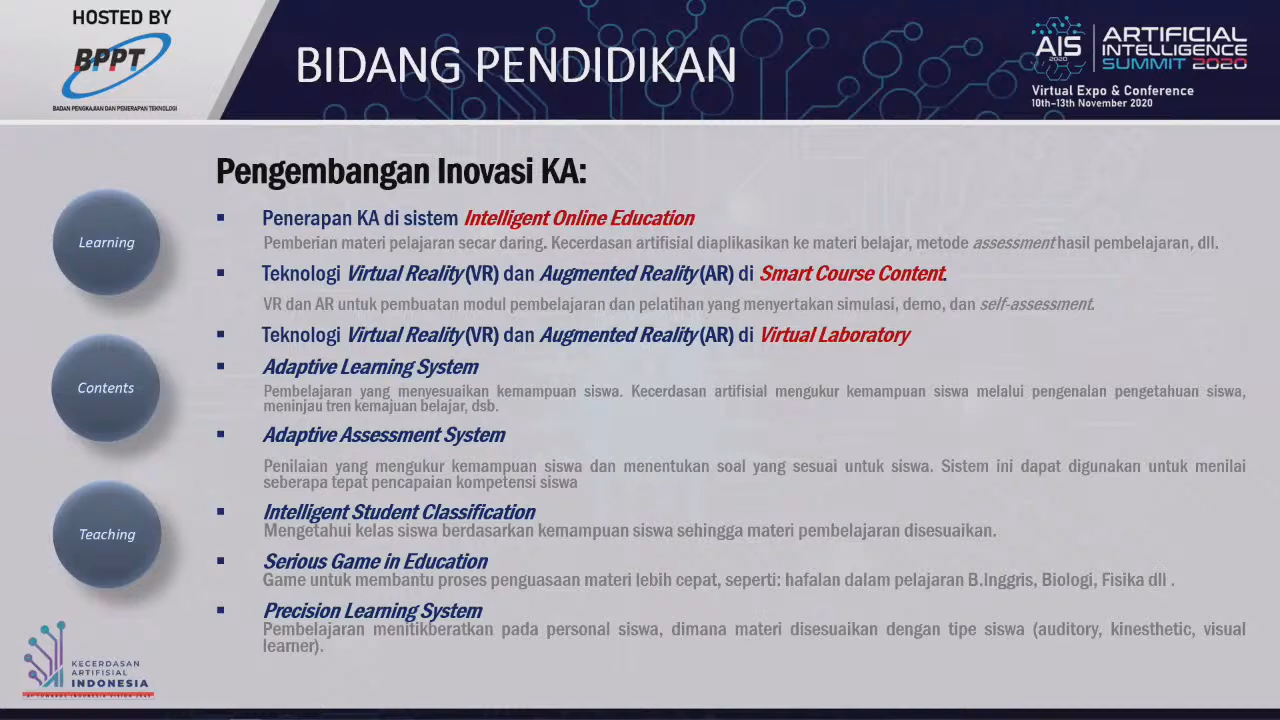 HOSTED BY
BPPT
BADAN PENGKAJIAN DAN PENERAPAN TEKNOLOGI
BIDANG PENDIDIKAN
AIS
2020
ARTIFICIAL
INTELLIGENCE
SUMMIT 2020
Virtual Expo & Conference
10th-13th November 2020
Pengembangan Inovasi KA:
Learning
Contents
Teaching
▪ Penerapan KA di sistem Intelligent Online Education
Pemberian materi pelajaran secar daring. Kecerdasan artifisial diaplikasikan ke materi belajar, metode assessment hasil pembelajaran, dll.
▪ Teknologi Virtual Reality (VR) dan Augmented Reality (AR) di Smart Course Content.
VR dan AR untuk pembuatan modul pembelajaran dan pelatihan yang menyertakan simulasi, demo, dan self-assessment.
▪ Teknologi Virtual Reality (VR) dan Augmented Reality (AR) di Virtual Laboratory
▪ Adaptive Learning System
Pembelajaran yang menyesuaikan kemampuan siswa. Kecerdasan artifisial mengukur kemampuan siswa melalui pengenalan pengetahuan siswa,
meninjau tren kemajuan belajar, dsb.
▪ Adaptive Assessment System
Penilaian yang mengukur kemampuan siswa dan menentukan soal yang sesuai untuk siswa. Sistem ini dapat digunakan untuk menilai
seberapa tepat pencapaian kompetensi siswa
▪ Intelligent Student Classification
Mengetahui kelas siswa berdasarkan kemampuan siswa sehingga materi pembelajaran disesuaikan.
▪ Serious Game in Education
Game untuk membantu proses penguasaan materi lebih cepat, seperti: hafalan dalam pelajaran B.Inggris, Biologi, Fisika dll .
▪ Precision Learning System
Pembelajaran menitikberatkan pada personal siswa, dimana materi disesuaikan dengan tipe siswa (auditory, kinesthetic, visual
learner).
KECERDASAN
ARTIFISIAL
INDONESIA